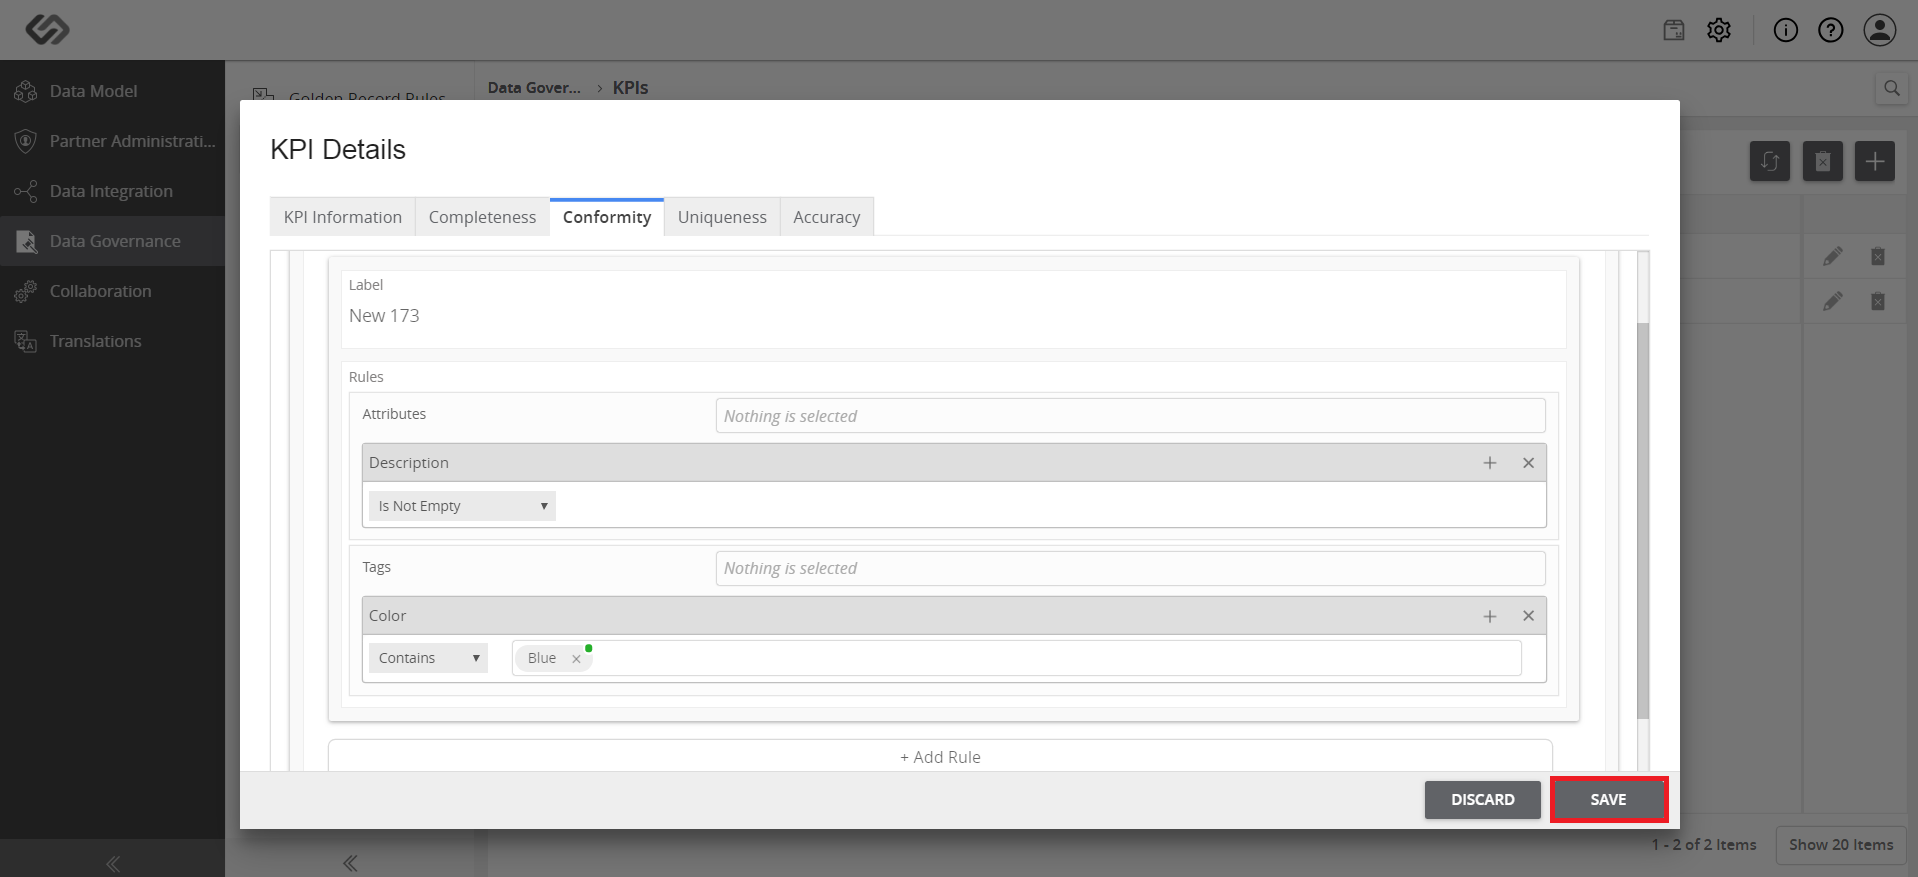 Data Model
Partner Administrati...
Data Integration
Data Governance
Collaboration
Translations
Golden Record Rules
Data Gover... › KPIs
KPI Details
KPI Information
Completeness
Conformity
Uniqueness
Accuracy
Label
New 173
Rules
Attributes
Nothing is selected
Description
Is Not Empty
Tags
Nothing is selected
Color
Contains
Blue
+ Add Rule
DISCARD
SAVE
1 - 2 of 2 Items
Show 20 Items